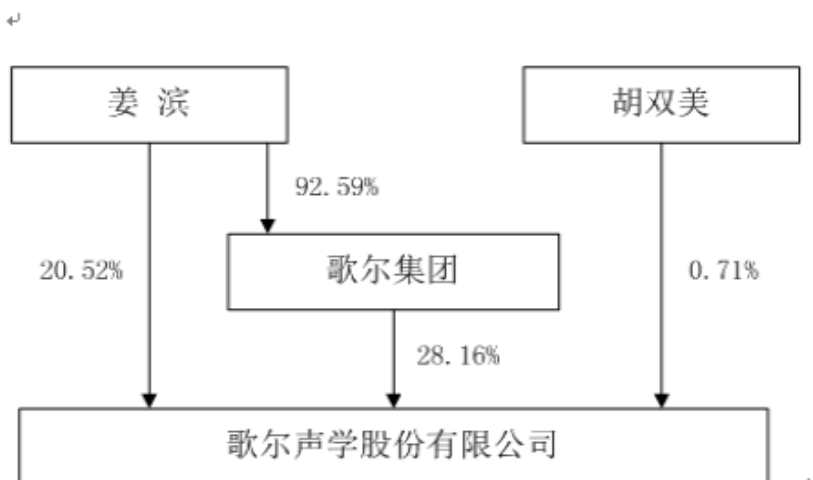 姜 滨
胡双美
92.59%
20.52%
歌尔集团
0.71%
28.16%
歌尔声学股份有限公司